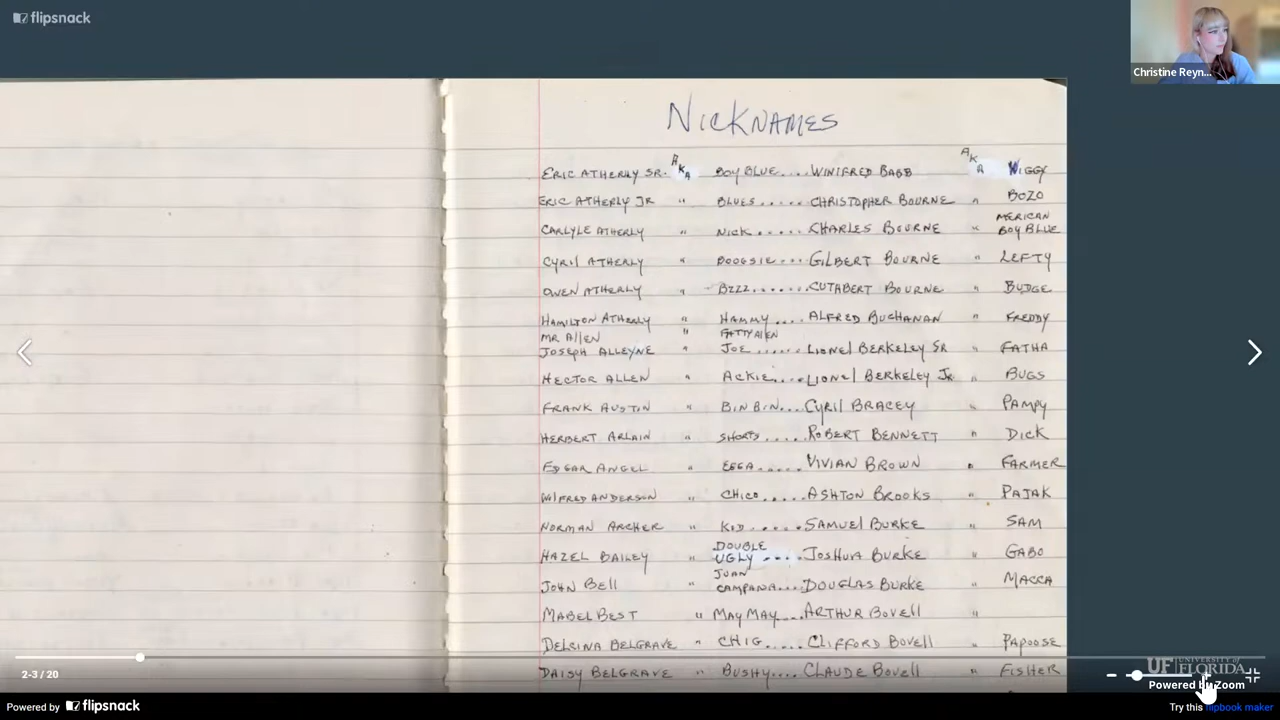 flipsnack
Christine Reyn...
NICKNAMES
ERIC ATHERLY SR. AKA BOY BLUE.... WINIFRED BABB AKA WIGGY
ERIC ATHERLY JR " BLUES ..... CHRISTOPHER BOURNE " BOZO
CARLYLE ATHERLY " NICK ..... CHARLES BOURNE " MERICAN BOY BLUE
CYRIL ATHERLY " BOOGSIE ... GILBERT BOURNE " LEFTY
OWEN ATHERLY " BZZZ ...... CUTABERT BOURNE " BUDGE
HAMILTON ATHERLY " HAMMY .... ALFRED BUCHANAN " FREDDY
MR ALLEN " FATTY ALLEN
JOSEPH ALLEYNE " JOE ...... LIONEL BERKELEY SR " FATHA
HECTOR ALLEN " ACKIE.... LIONEL BERKELEY JR " BUGS
FRANK AUSTIN " BIN BIN... CYRIL BRACEY " PAMPY
HERBERT ARLAIN " SHORTS ..... ROBERT BENNETT " DICK
EDGAR ANGEL " EGGA ..... VIVIAN BROWN " FARMER
WILFRED ANDERSON " CHICO .... ASHTON BROOKS " PAJAK
NORMAN ARCHER " KID ..... SAMUEL BURKE " SAM
HAZEL BAILEY " DOUBLE UGLY .... JOSHUA BURKE " GABO
JOHN BELL " JUAN CAMPANA.... DOUGLAS BURKE " MACCA
MABEL BEST " MAY MAY.... ARTHUR BOVELL "
DELSINA BELGRAVE " CHIG ..... CLIFFORD BOVELL " PAPOOSE
DAISY BELGRAVE " BUSHY.... CLAUDE BOVELL " FISHER
2-3 / 20
UF UNIVERSITY of FLORIDA
Powered by Zoom
Powered by flipsnack
Try this flipbook maker